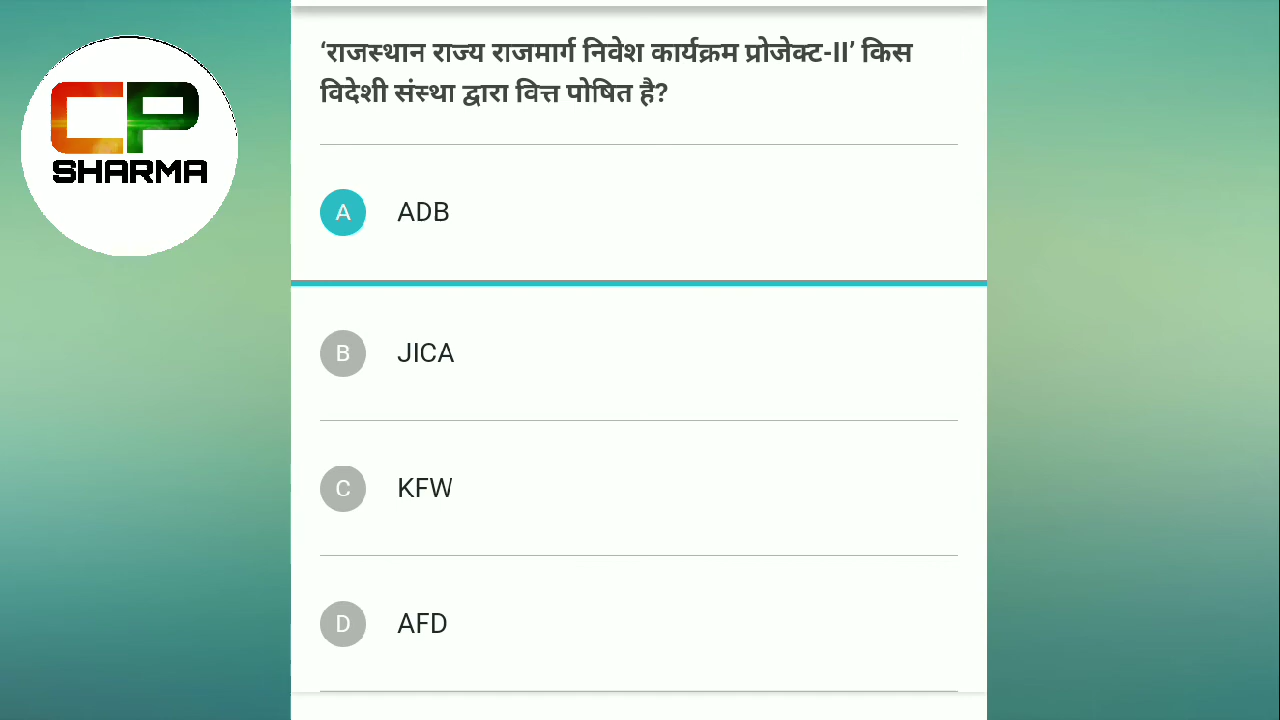 CP
SHARMA
‘राजस्थान राज्य राजमार्ग निवेश कार्यक्रम प्रोजेक्ट-II’ किस
विदेशी संस्था द्वारा वित्त पोषित है?
A ADB
B JICA
C KFW
D AFD